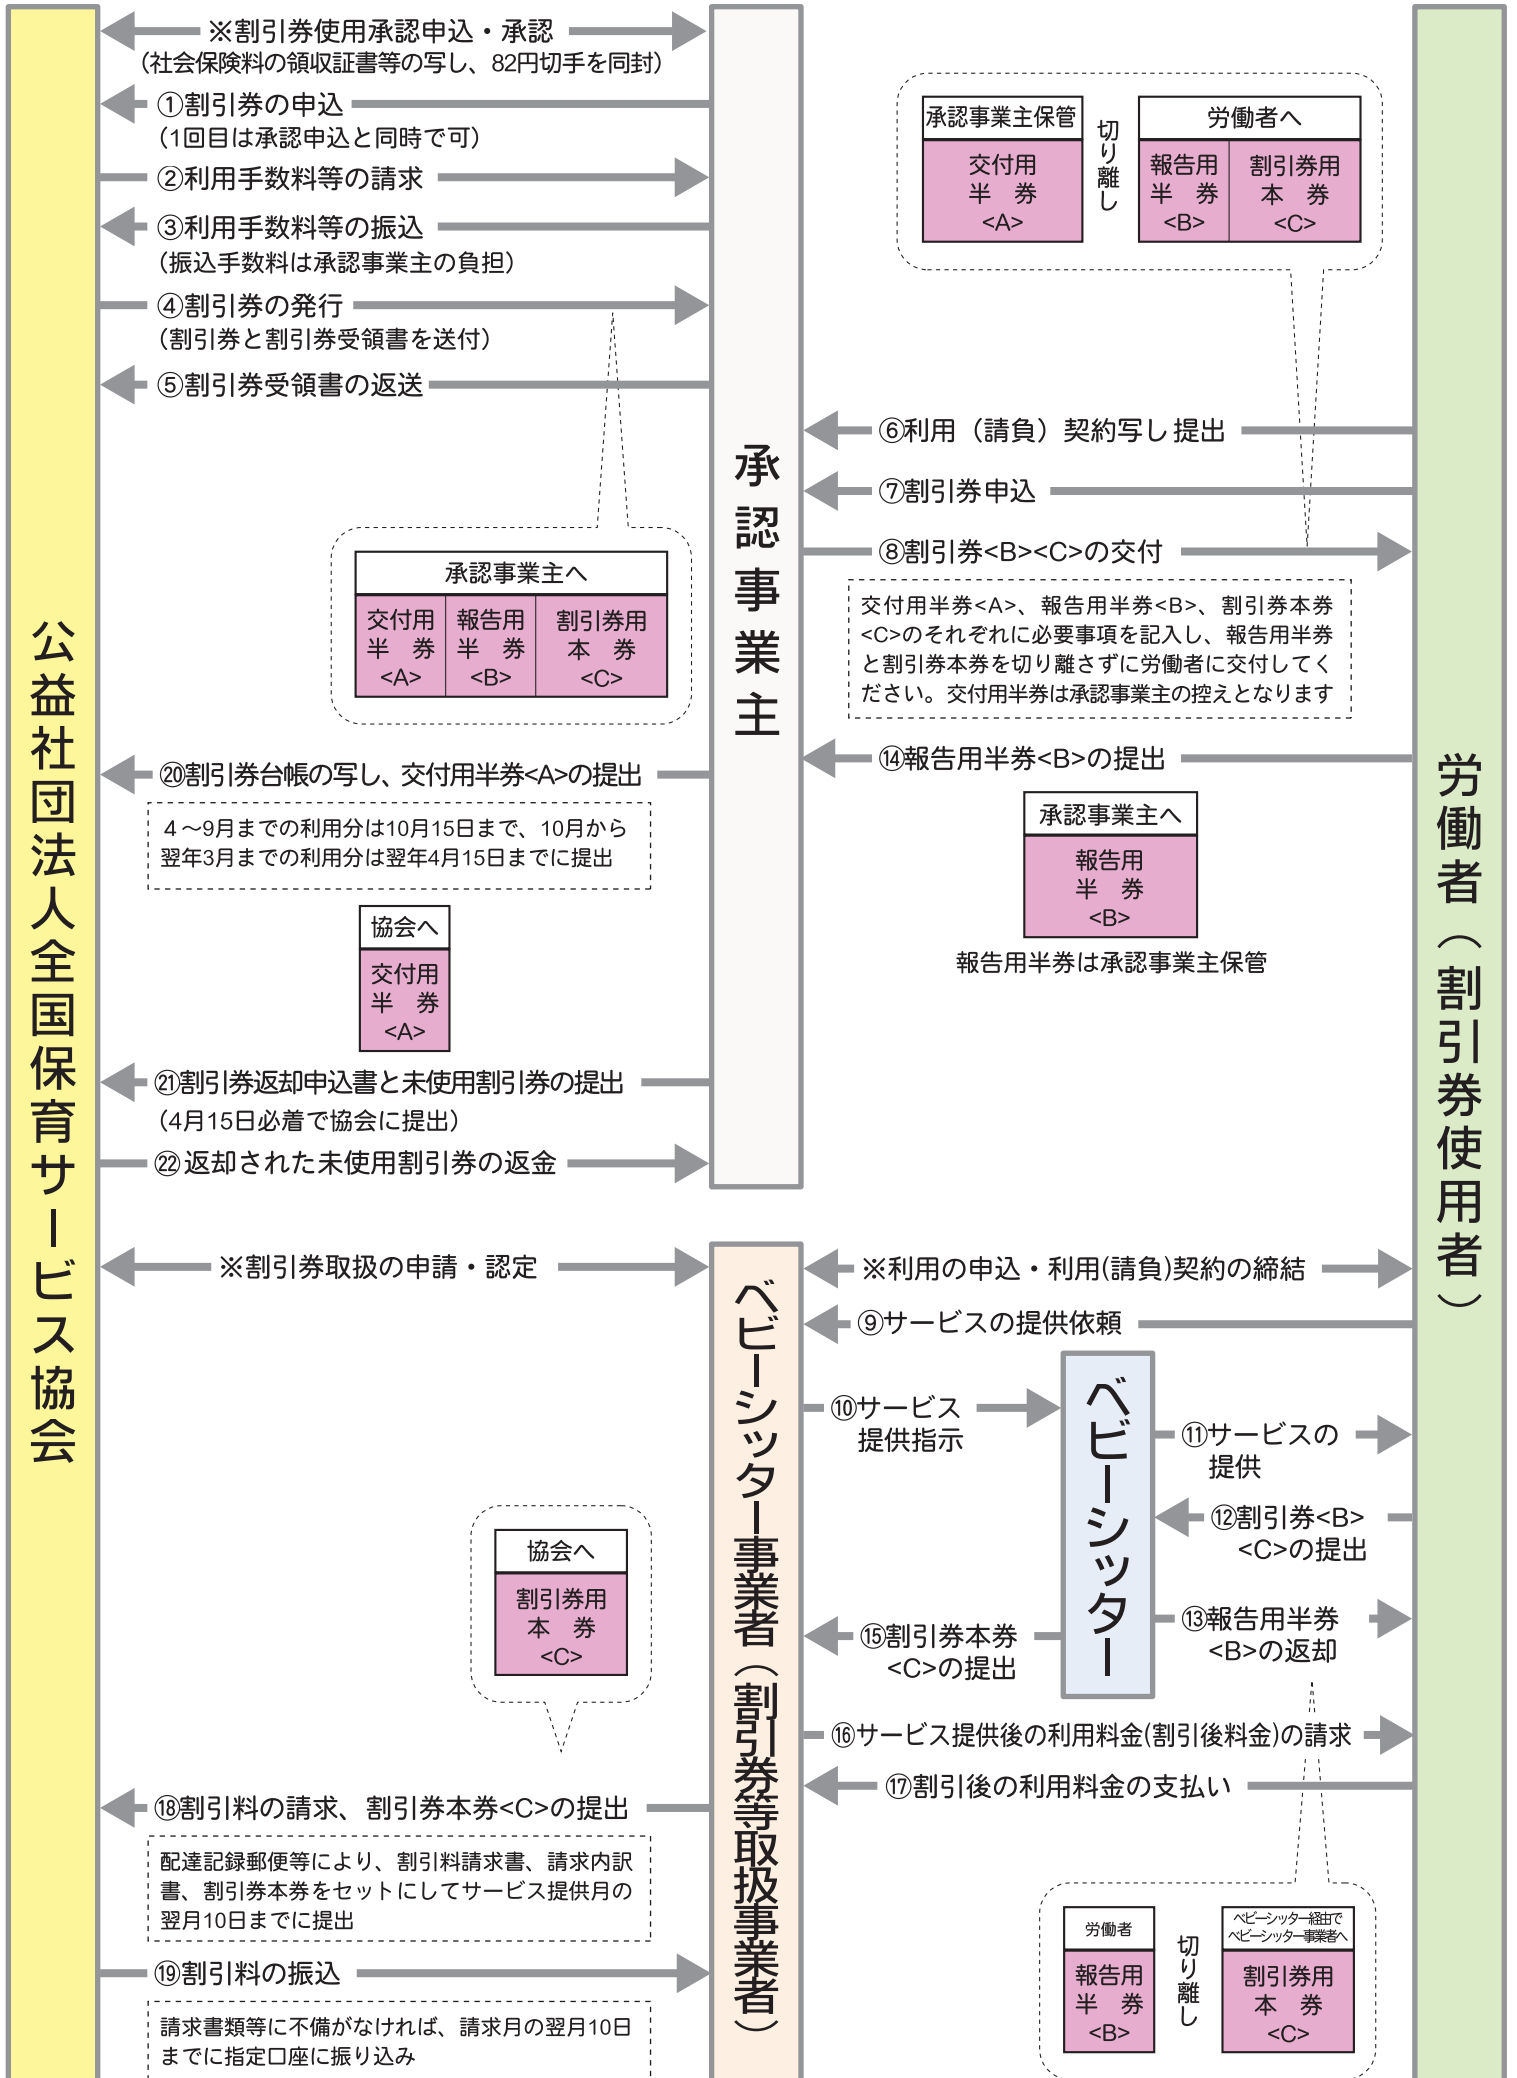 公益社団法人全国保育サービス協会
承認事業主
労働者（割引券使用者）
※割引券使用承認申込・承認
（社会保険料の領収証書等の写し、82円切手を同封）
①割引券の申込
（1回目は承認申込と同時で可）
②利用手数料等の請求
③利用手数料等の振込
（振込手数料は承認事業主の負担）
④割引券の発行
（割引券と割引券受領書を送付）
⑤割引券受領書の返送
承認事業主へ
交付用
半　券
<A>
報告用
半　券
<B>
割引券用
本　券
<C>
承認事業主保管
交付用
半　券
<A>
切り離し
労働者へ
報告用
半　券
<B>
割引券用
本　券
<C>
⑥利用（請負）契約写し提出
⑦割引券申込
⑧割引券<B><C>の交付
交付用半券<A>、報告用半券<B>、割引券本券
<C>のそれぞれに必要事項を記入し、報告用半券
と割引券本券を切り離さずに労働者に交付してく
ださい。交付用半券は承認事業主の控えとなります
⑭報告用半券<B>の提出
承認事業主へ
報告用
半　券
<B>
報告用半券は承認事業主保管
⑳割引券台帳の写し、交付用半券<A>の提出
４～9月までの利用分は10月15日まで、10月から
翌年3月までの利用分は翌年4月15日までに提出
協会へ
交付用
半　券
<A>
㉑割引券返却申込書と未使用割引券の提出
（4月15日必着で協会に提出）
㉒返却された未使用割引券の返金
※割引券取扱の申請・認定
ベビーシッター事業者（割引券等取扱事業者）
※利用の申込・利用(請負)契約の締結
⑨サービスの提供依頼
⑩サービス
提供指示
ベビーシッター
⑪サービスの
提供
⑫割引券<B>
<C>の提出
⑬報告用半券
<B>の返却
⑮割引券本券
<C>の提出
⑯サービス提供後の利用料金(割引後料金)の請求
⑰割引後の利用料金の支払い
協会へ
割引券用
本　券
<C>
⑱割引料の請求、割引券本券<C>の提出
配達記録郵便等により、割引料請求書、請求内訳
書、割引券本券をセットにしてサービス提供月の
翌月10日までに提出
⑲割引料の振込
請求書類等に不備がなければ、請求月の翌月10日
までに指定口座に振り込み
労働者
報告用
半　券
<B>
切り離し
ベビーシッター経由で
ベビーシッター事業者へ
割引券用
本　券
<C>